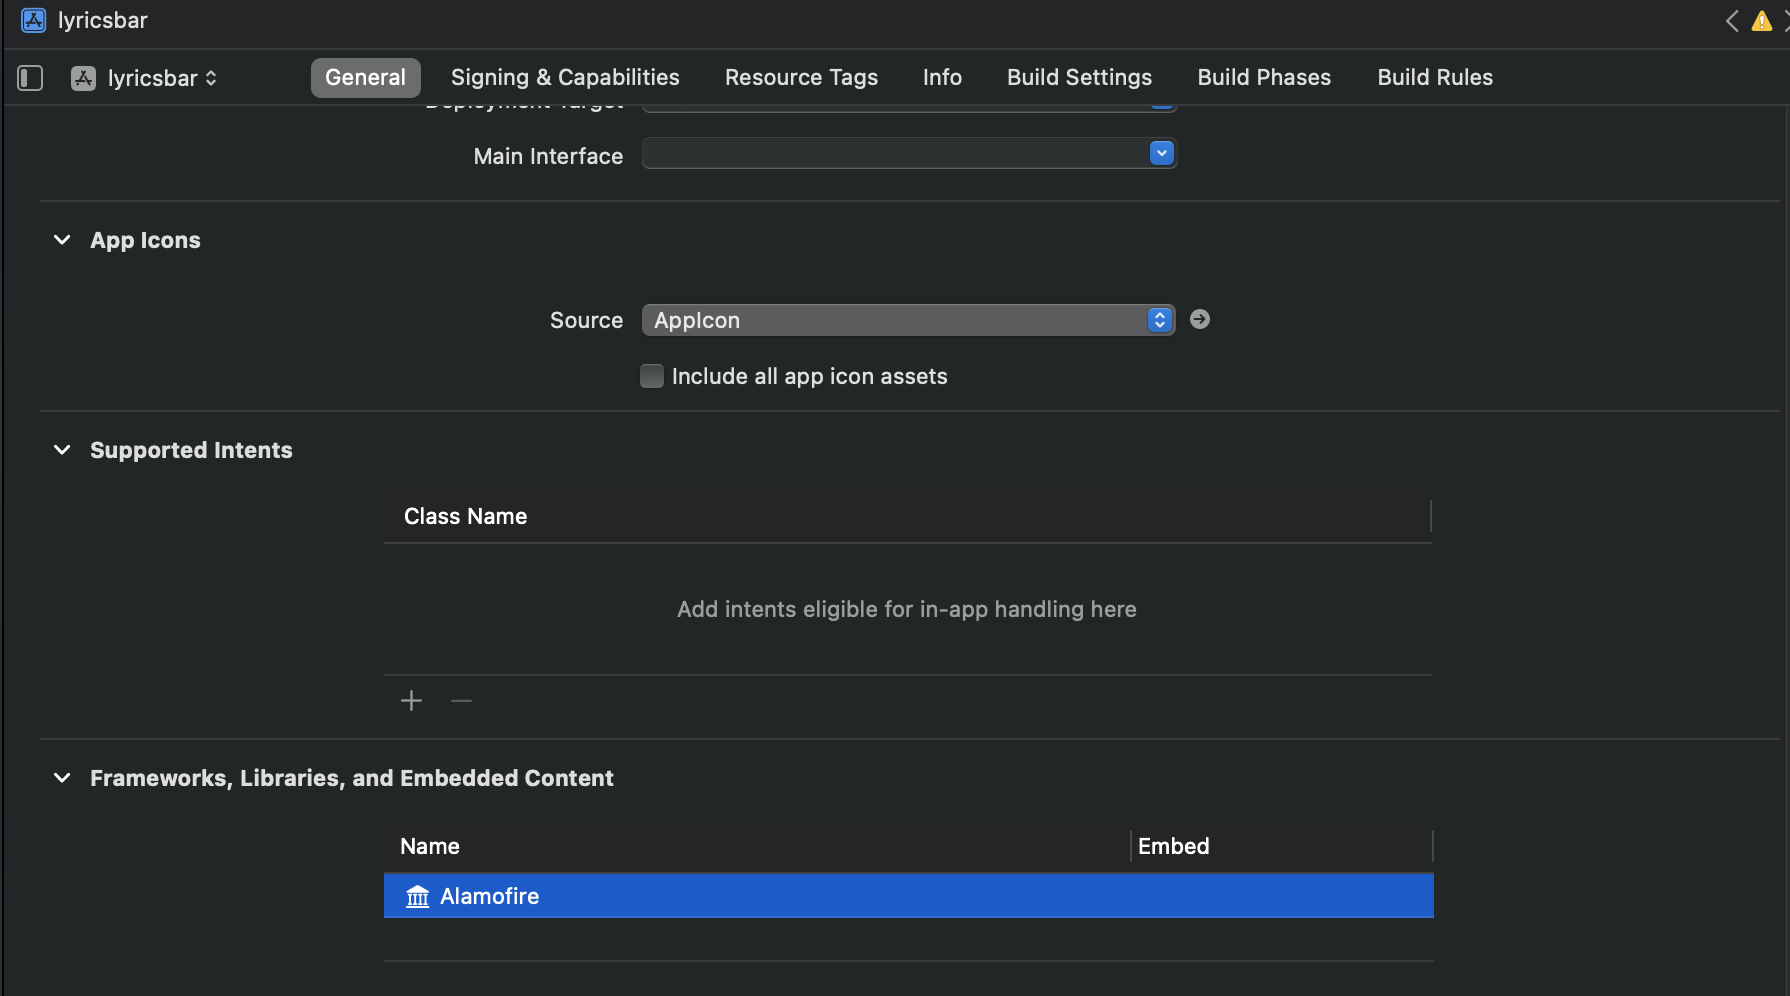 lyricsbar
lyricsbar
General
Signing & Capabilities
Resource Tags
Info
Build Settings
Build Phases
Build Rules
Deployment Target
Main Interface
App Icons
Source
AppIcon
Include all app icon assets
Supported Intents
Class Name
Add intents eligible for in-app handling here
Frameworks, Libraries, and Embedded Content
Name
Embed
Alamofire